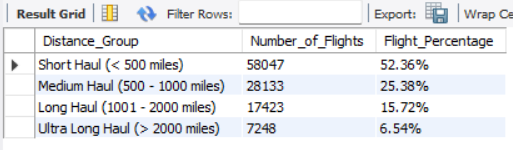 Result Grid Filter Rows: Export: Wrap Ce
Distance_Group Number_of_Flights Flight_Percentage
Short Haul (< 500 miles) 58047 52.36%
Medium Haul (500 - 1000 miles) 28133 25.38%
Long Haul (1001 - 2000 miles) 17423 15.72%
Ultra Long Haul (> 2000 miles) 7248 6.54%